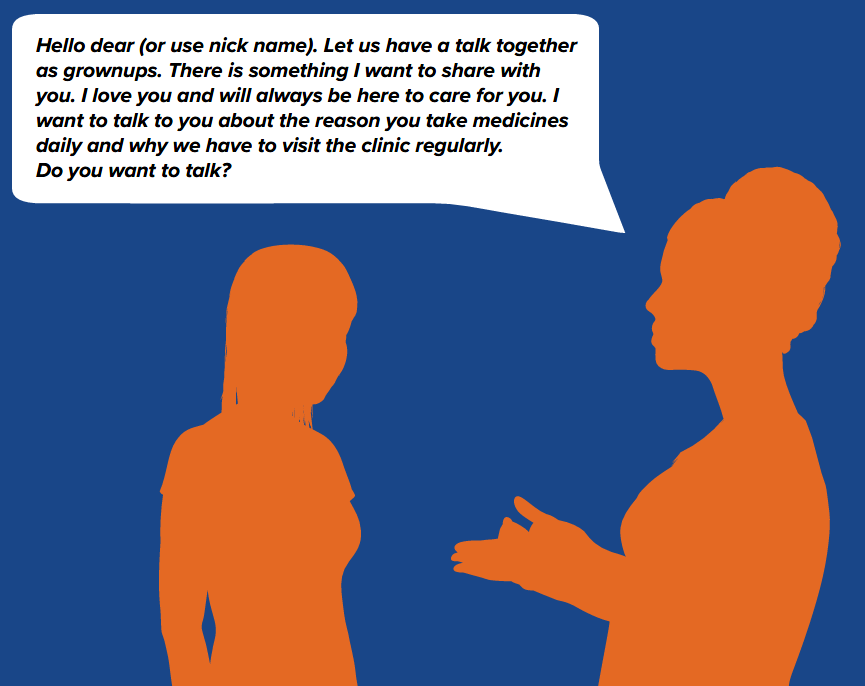 Hello dear (or use nick name). Let us have a talk together
as grownups. There is something I want to share with
you. I love you and will always be here to care for you. I
want to talk to you about the reason you take medicines
daily and why we have to visit the clinic regularly.
Do you want to talk?